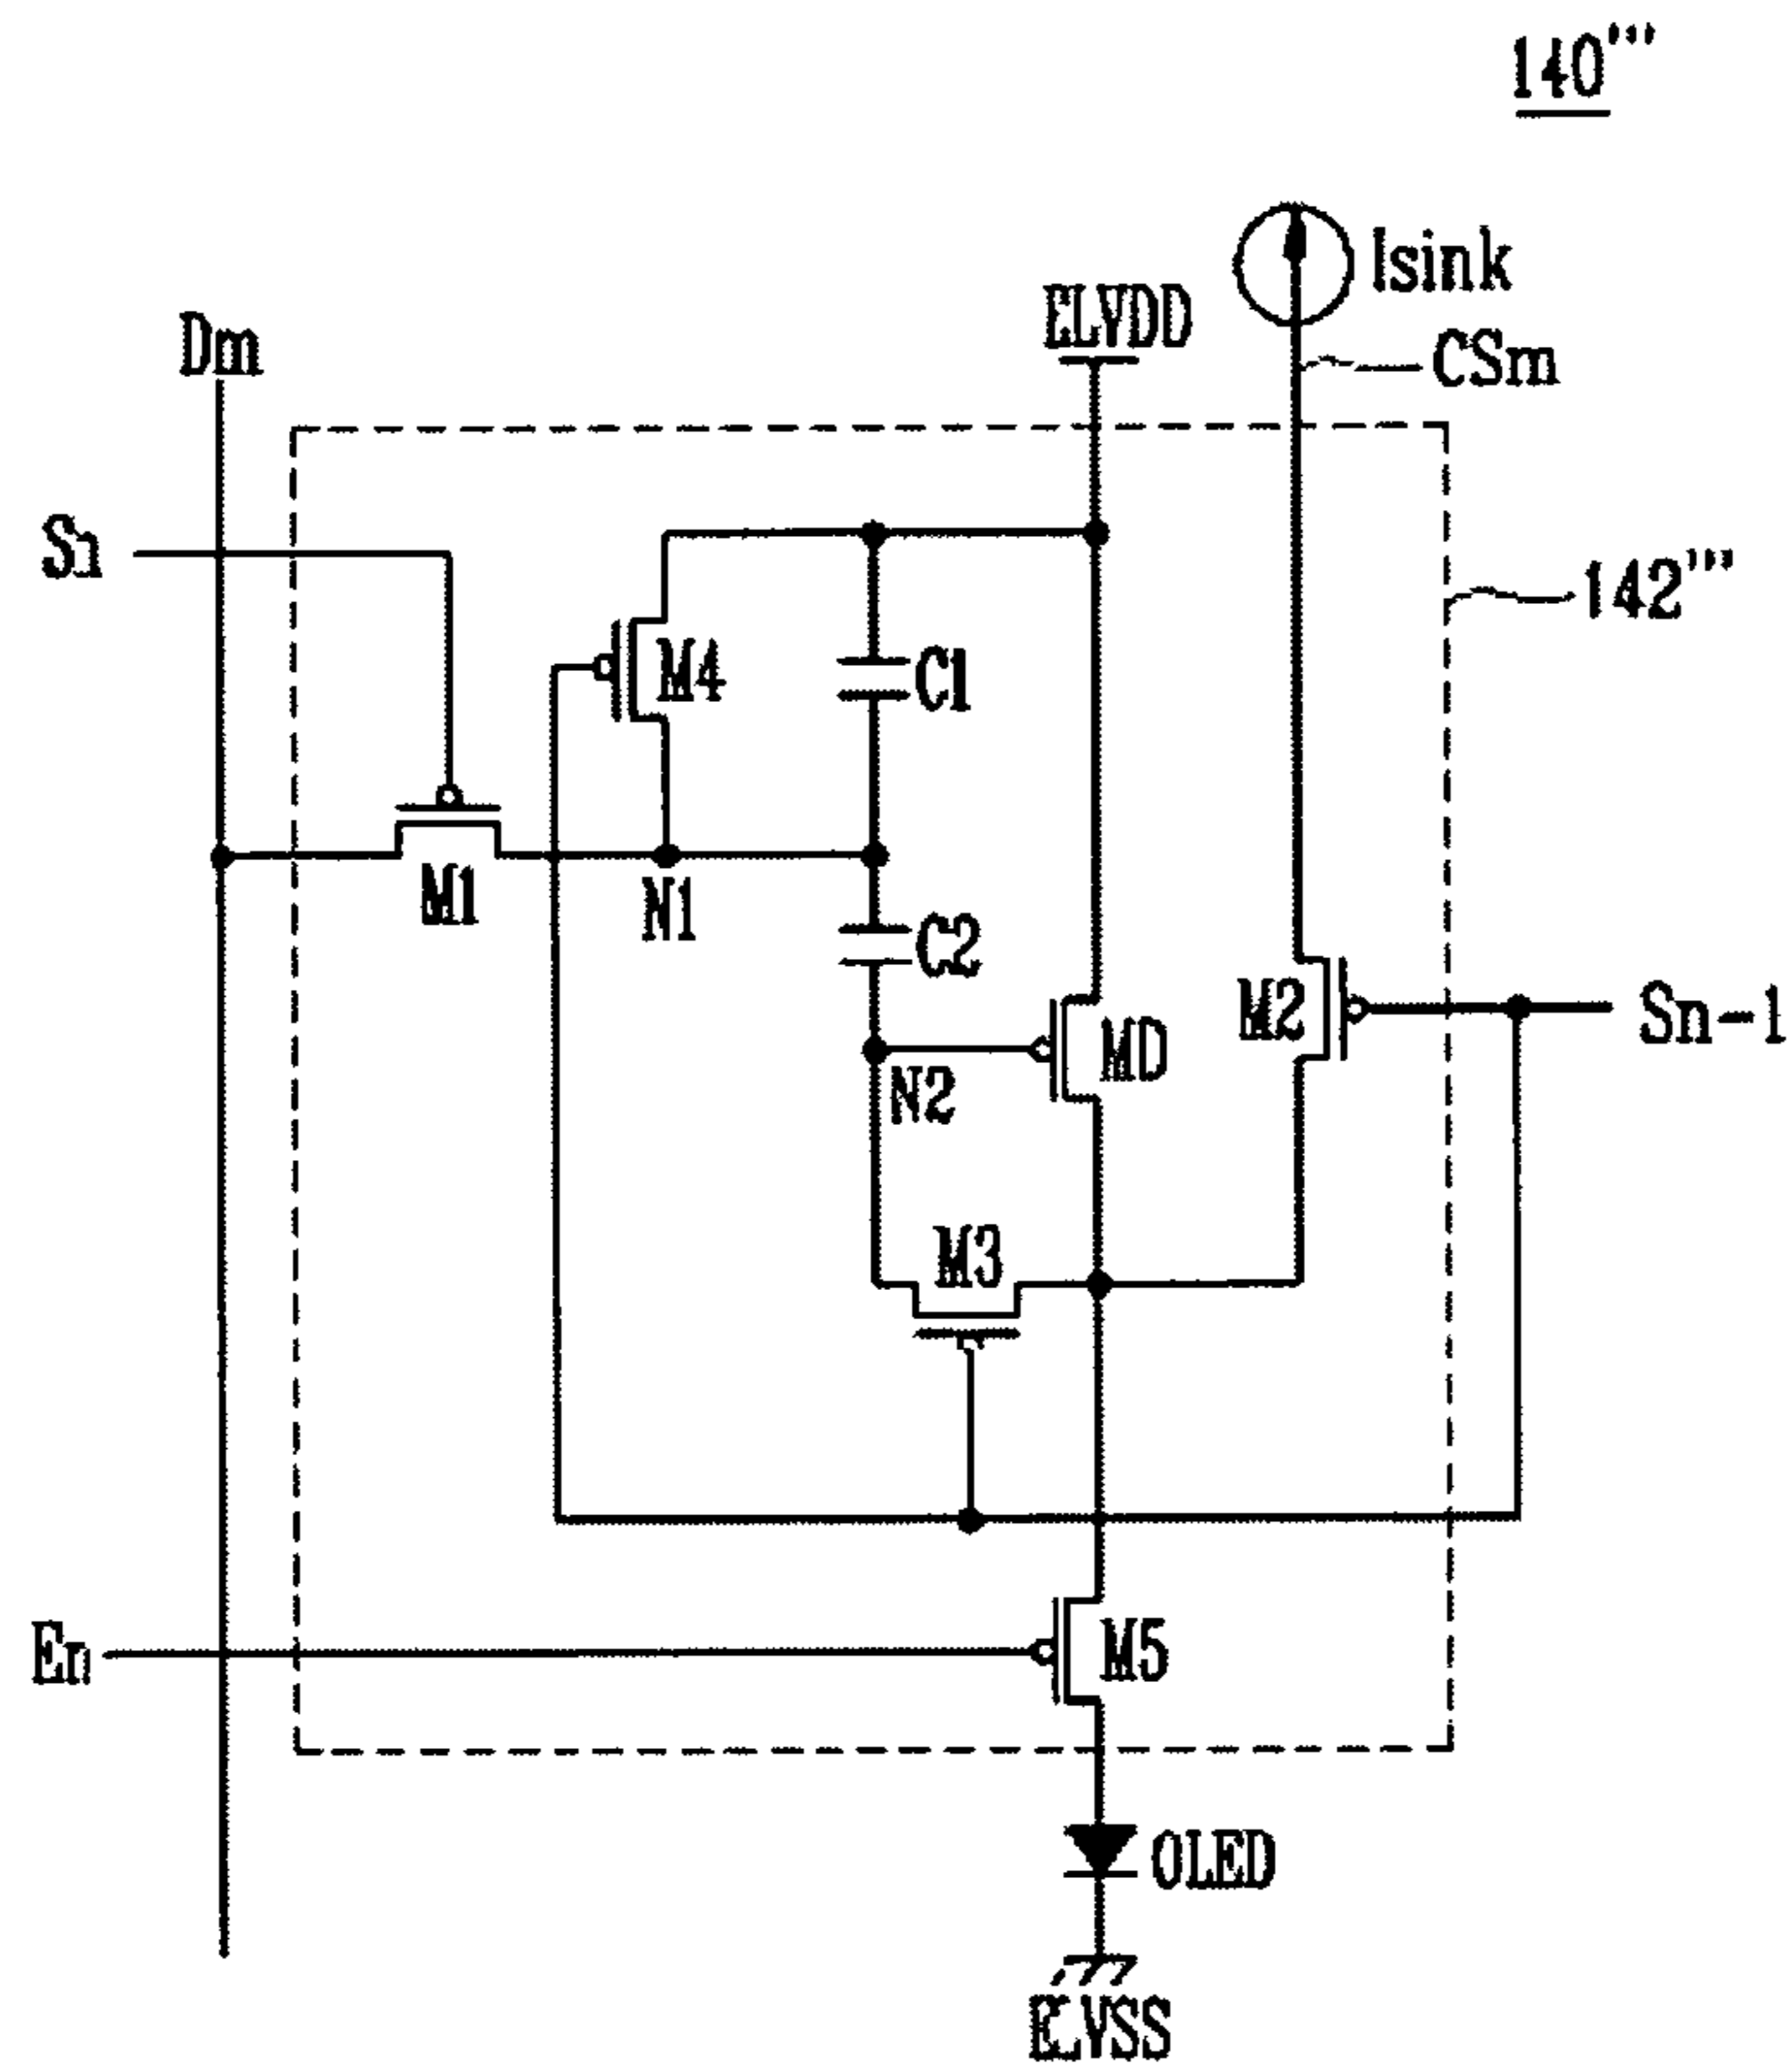 140'''
Isink
ELVDD
Dm
CSm
Sn
142'''
M4
C1
M1
N1
C2
M2
Sn-1
MD
N2
M3
En
M5
OLED
ELVSS